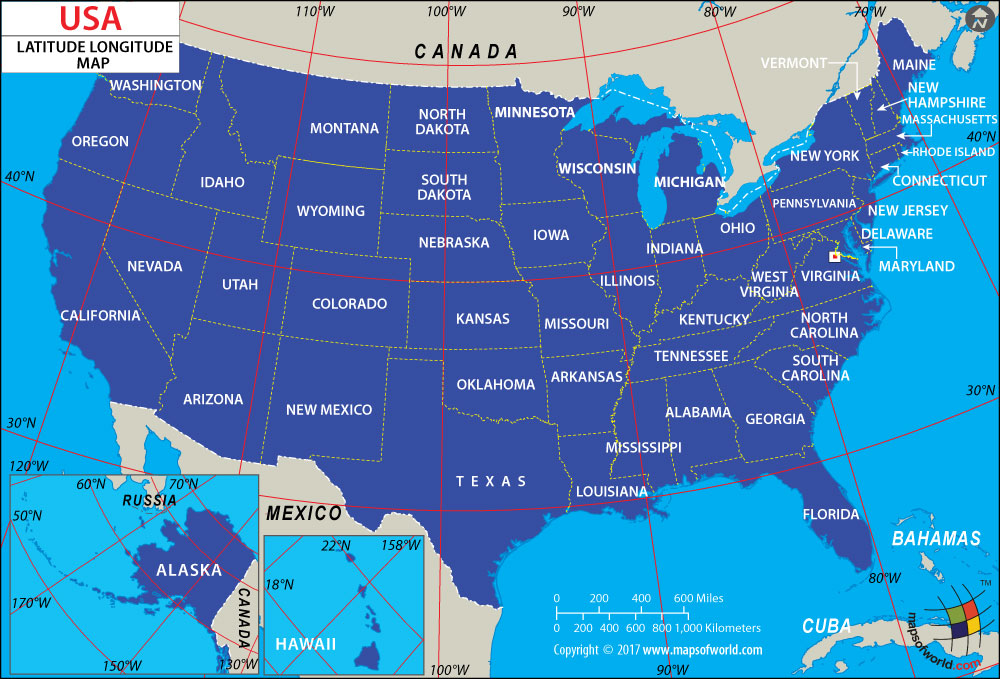 USA
LATITUDE LONGITUDE
MAP
110°W
100°W
90°W
80°W
70°W
N
CANADA
WASHINGTON
OREGON
MONTANA
IDAHO
WYOMING
NORTH
DAKOTA
SOUTH
DAKOTA
MINNESOTA
WISCONSIN
MICHIGAN
VERMONT
MAINE
NEW
HAMPSHIRE
MASSACHUSETTS
40°N
RHODE ISLAND
CONNECTICUT
NEW YORK
PENNSYLVANIA
NEW JERSEY
DELAWARE
MARYLAND
40°N
NEVADA
UTAH
CALIFORNIA
COLORADO
NEBRASKA
KANSAS
IOWA
ILLINOIS
INDIANA
OHIO
MISSOURI
KENTUCKY
WEST
VIRGINIA
VIRGINIA
NORTH
CAROLINA
SOUTH
CAROLINA
TENNESSEE
ARIZONA
NEW MEXICO
OKLAHOMA
ARKANSAS
MISSISSIPPI
ALABAMA
GEORGIA
30°N
TEXAS
LOUISIANA
FLORIDA
30°N
120°W
MEXICO
BAHAMAS
CUBA
80°W
60°N
70°N
RUSSIA
50°N
ALASKA
CANADA
170°W
150°W
130°W
22°N
158°W
18°N
HAWAII
100°W
90°W
0 200 400 600 Miles
0 200 400 600 800 1,000 Kilometers
Copyright © 2017 www.mapsofworld.com
TM
mapsofworld.com